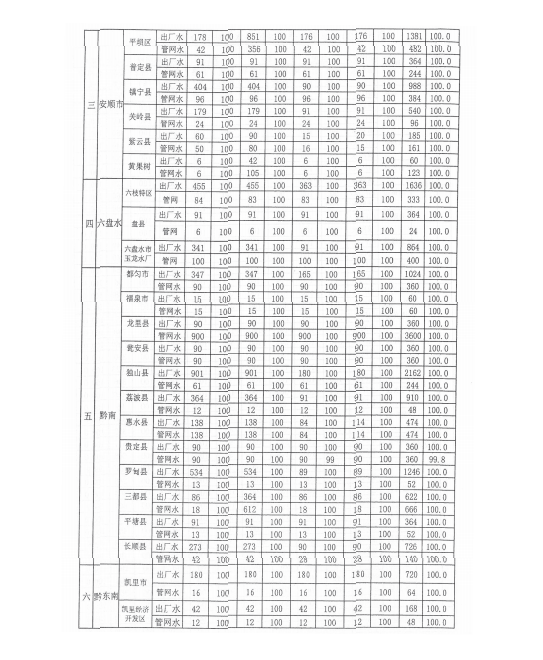 三 安顺市 平坝区 出厂水 178 100 851 100 176 100 176 100 1381 100.0
管网水 42 100 356 100 42 100 42 100 482 100.0
普定县 出厂水 91 100 91 100 91 100 91 100 364 100.0
管网水 61 100 61 100 61 100 61 100 244 100.0
镇宁县 出厂水 404 100 404 100 90 100 90 100 988 100.0
管网水 96 100 96 100 96 100 96 100 384 100.0
关岭县 出厂水 179 100 179 100 91 100 91 100 540 100.0
管网水 24 100 24 100 24 100 24 100 96 100.0
紫云县 出厂水 60 100 90 100 15 100 20 100 185 100.0
管网水 50 100 80 100 16 100 15 100 161 100.0
黄果树 出厂水 6 100 42 100 6 100 6 100 60 100.0
管网水 6 100 105 100 6 100 6 100 123 100.0
四 六盘水 六枝特区 出厂水 455 100 455 100 363 100 363 100 1636 100.0
管网 84 100 83 100 83 100 83 100 333 100.0
盘县 出厂水 91 100 91 100 91 100 91 100 364 100.0
管网 6 100 6 100 6 100 6 100 24 100.0
六盘水市玉龙水厂 出厂水 341 100 341 100 91 100 91 100 864 100.0
管网 100 100 100 100 100 100 100 100 400 100.0
五 黔南 都匀市 出厂水 347 100 347 100 165 100 165 100 1024 100.0
管网水 90 100 90 100 90 100 90 100 360 100.0
福泉市 出厂水 15 100 15 100 15 100 15 100 60 100.0
管网水 15 100 15 100 15 100 15 100 60 100.0
龙里县 出厂水 90 100 90 100 90 100 90 100 360 100.0
管网水 900 100 900 100 900 100 900 100 3600 100.0
瓮安县 出厂水 90 100 90 100 90 100 90 100 360 100.0
管网水 90 100 90 100 90 100 90 100 360 100.0
独山县 出厂水 901 100 901 100 180 100 180 100 2162 100.0
管网水 61 100 61 100 61 100 61 100 244 100.0
荔波县 出厂水 364 100 364 100 91 100 91 100 910 100.0
管网水 12 100 12 100 12 100 12 100 48 100.0
惠水县 出厂水 138 100 138 100 84 100 114 100 474 100.0
管网水 138 100 138 100 84 100 114 100 474 100.0
贵定县 出厂水 90 100 90 100 90 100 90 100 360 100.0
管网水 90 100 90 100 90 99 90 100 360 99.8
罗甸县 出厂水 534 100 534 100 89 100 89 100 1246 100.0
管网水 13 100 13 100 13 100 13 100 52 100.0
三都县 出厂水 86 100 364 100 86 100 86 100 622 100.0
管网水 18 100 612 100 18 100 18 100 666 100.0
平塘县 出厂水 91 100 91 100 91 100 91 100 364 100.0
管网水 13 100 13 100 13 100 13 100 52 100.0
长顺县 出厂水 273 100 273 100 90 100 90 100 726 100.0
管网水 42 100 42 100 28 100 28 100 140 100.0
六 黔东南 凯里市 出厂水 180 100 180 100 180 100 180 100 720 100.0
管网水 16 100 16 100 16 100 16 100 64 100.0
凯里经济开发区 出厂水 42 100 42 100 42 100 42 100 168 100.0
管网水 12 100 12 100 12 100 12 100 48 100.0